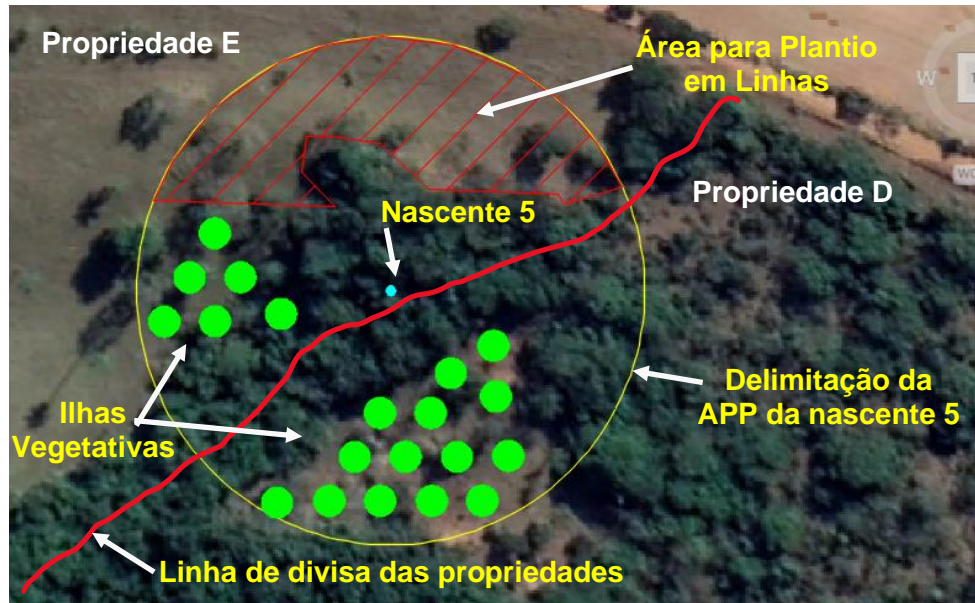 Propriedade E
Área para Plantio
em Linhas
W
Propriedade D
Nascente 5
Delimitação da
APP da nascente 5
Ilhas
Vegetativas
Linha de divisa das propriedades